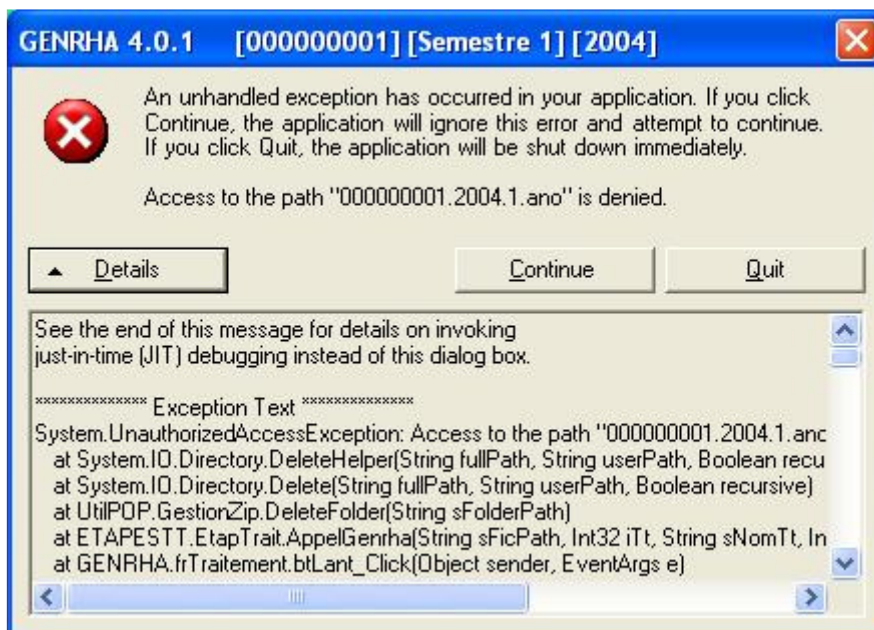 GENRHA 4.0.1 [000000001] [Semestre 1] [2004]
An unhandled exception has occurred in your application. If you click
Continue, the application will ignore this error and attempt to continue.
If you click Quit, the application will be shut down immediately.
Access to the path "000000001.2004.1.ano" is denied.
Details
Continue
Quit
See the end of this message for details on invoking
just-in-time (JIT) debugging instead of this dialog box.
************** Exception Text **************
System.UnauthorizedAccessException: Access to the path "000000001.2004.1.anc
at System.IO.Directory.DeleteHelper(String fullPath, String userPath, Boolean recu
at System.IO.Directory.Delete(String fullPath, String userPath, Boolean recursive)
at UtilPOP.GestionZip.DeleteFolder(String sFolderPath)
at ETAPESTT.EtapTrait.AppelGenrha(String sFicPath, Int32 iTt, String sNomTt, In
at GENRHA.frTraitement.btLant_Click(Object sender, EventArgs e)